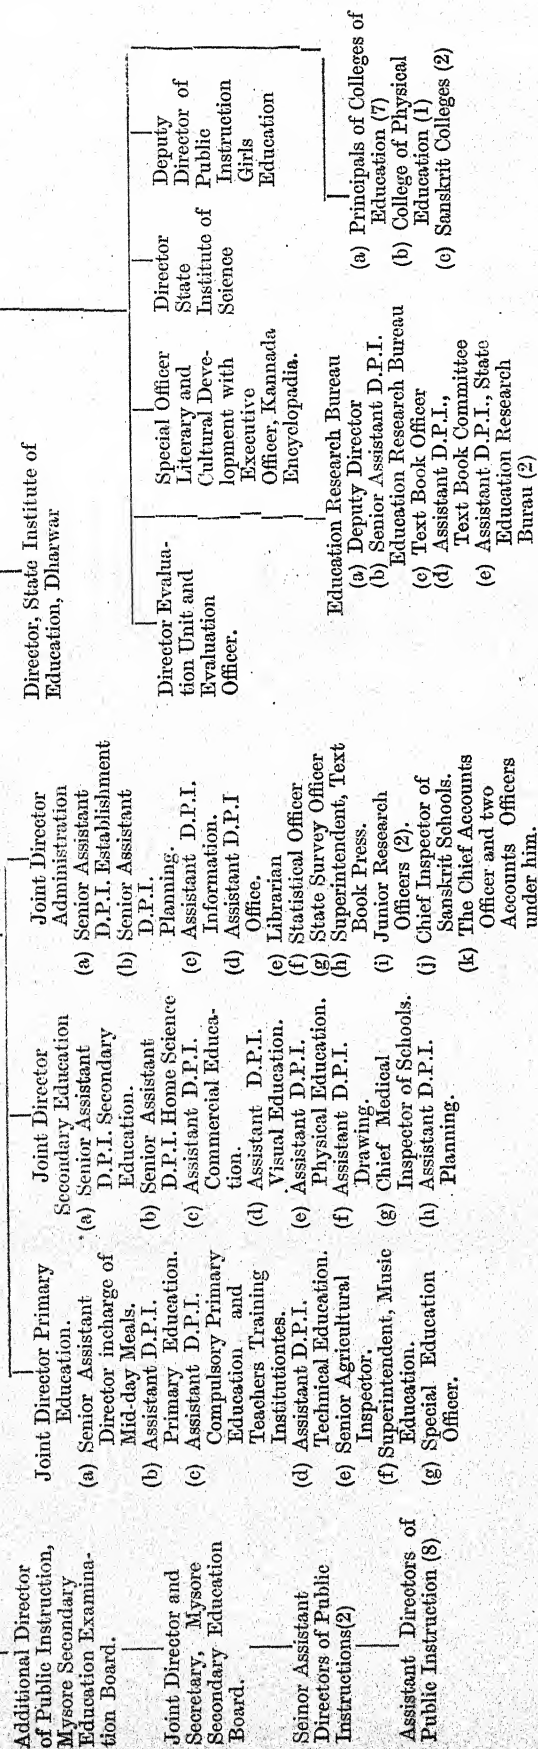 Additional Director
of Public Instruction,
Mysore Secondary
Education Examina-
tion Board.
Joint Director and
Secretary, Mysore
Secondary Education
Board.
Seinor Assistant
Directors of Public
Instructions(2)
Assistant Directors of
Public Instruction (8)
Joint Director Primary
Education.
(a) Senior Assistant
Director incharge of
Mid-day Meals.
(b) Assistant D.P.I.
Primary Education.
(c) Assistant D.P.I.
Compulsory Primary
Education and
Teachers Training
Institutiontes.
(d) Assistant D.P.I.
Technical Education.
(e) Senior Agricultural
Inspector.
(f) Superintendent, Music
Education.
(g) Special Education
Officer.
Joint Director
Secondary Education
(a) Senior Assistant
D.P.I. Secondary
Education.
(b) Senior Assistant
D.P.I. Home Science
(c) Assistant D.P.I.
Commercial Educa-
tion.
(d) Assistant D.P.I.
Visual Education.
(e) Assistant D.P.I.
Physical Education.
(f) Assistant D.P.I.
Drawing.
(g) Chief Medical
Inspector of Schools.
(h) Assistant D.P.I.
Planning.
Joint Director
Administration
(a) Senior Assistant
D.P.I. Establishment
(b) Senior Assistant
D.P.I.
Planning.
(c) Assistant D.P.I.
Information.
(d) Assistant D.P.I
Office.
(e) Librarian
(f) Statistical Officer
(g) State Survey Officer
(h) Superintendent, Text
Book Press.
(i) Junior Research
Officers (2).
(j) Chief Inspector of
Sanskrit Schools.
(k) The Chief Accounts
Officer and two
Accounts Officers
under him.
Director, State Institute of
Education, Dharwar
Director Evalua-
tion Unit and
Evaluation
Officer.
Special Officer
Literary and
Cultural Deve-
lopment with
Executive
Officer, Kannada
Encyclopadia.
Director
State
Institute of
Science
Deputy
Director of
Public
Instruction
Girls
Education
Education Research Bureau
(a) Deputy Director
(b) Senior Assistant D.P.I.
Education Research Bureau
(c) Text Book Officer
(d) Assistant D.P.I.,
Text Book Committee
(e) Assistant D.P.I., State
Education Research
Burau (2)
(a) Principals of Colleges of
Education (7)
(b) College of Physical
Education (1)
(c) Sanskrit Colleges (2)